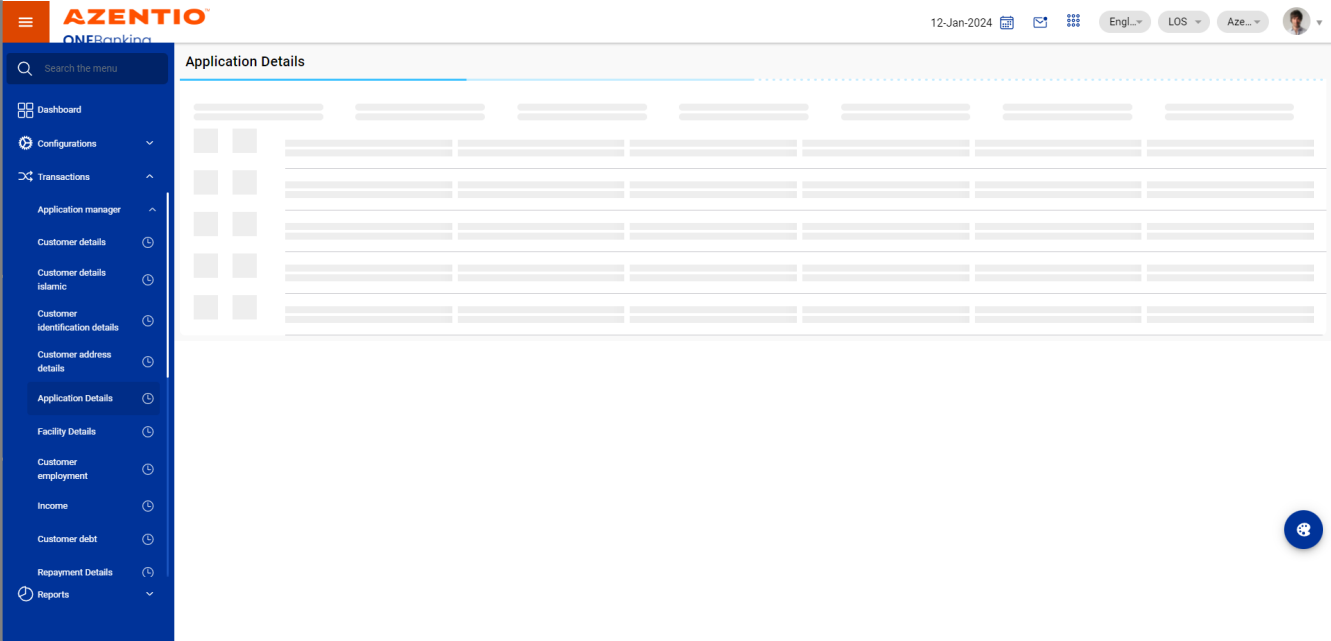 AZENTIO
ONEBanking
12-Jan-2024
Engl...
LOS
Aze...
Search the menu
Dashboard
Configurations
Transactions
Application manager
Customer details
Customer details
islamic
Customer
identification details
Customer address
details
Application Details
Facility Details
Customer
employment
Income
Customer debt
Repayment Details
Reports
Application Details